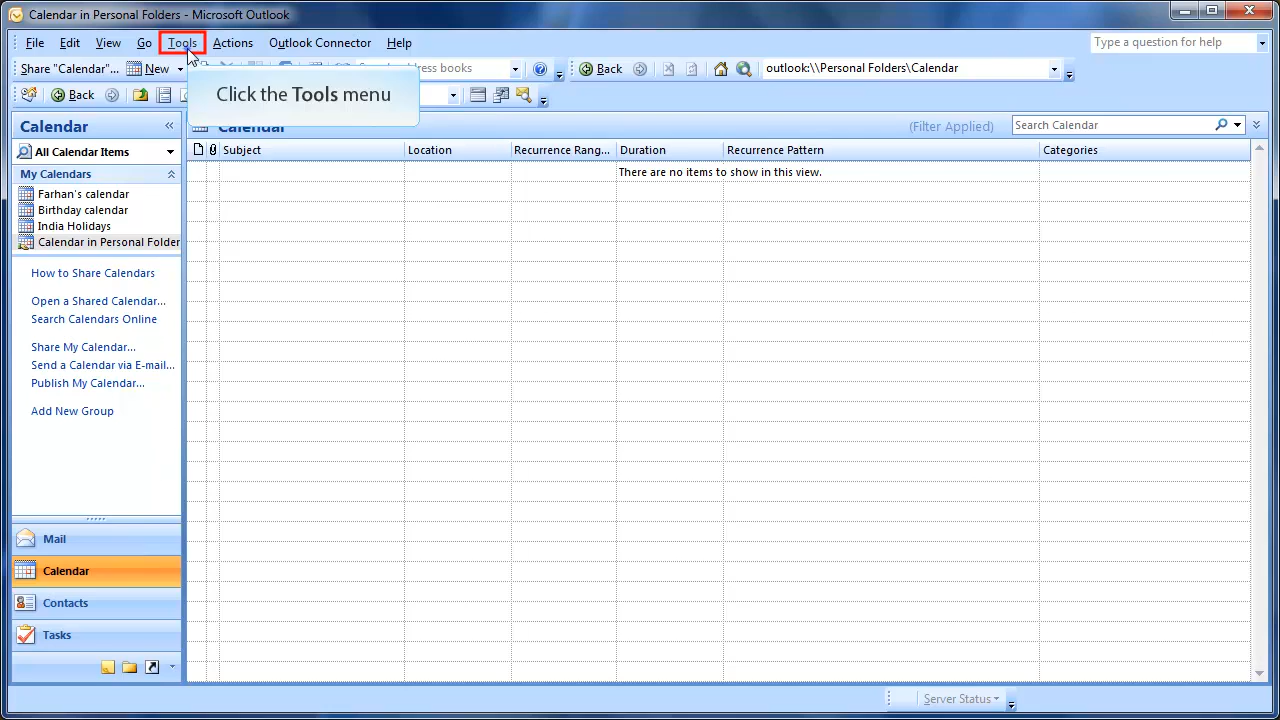 Calendar in Personal Folders - Microsoft Outlook
File Edit View Go Tools Actions Outlook Connector Help Type a question for help
Share "Calendar"... New address books Back outlook:\\Personal Folders\Calendar
Back Click the Tools menu
Calendar « Calendar (Filter Applied) Search Calendar
All Calendar Items Subject Location Recurrence Rang... Duration Recurrence Pattern Categories
My Calendars There are no items to show in this view.
Farhan's calendar
Birthday calendar
India Holidays
Calendar in Personal Folder
How to Share Calendars
Open a Shared Calendar...
Search Calendars Online
Share My Calendar...
Send a Calendar via E-mail...
Publish My Calendar...
Add New Group
Mail
Calendar
Contacts
Tasks
Server Status